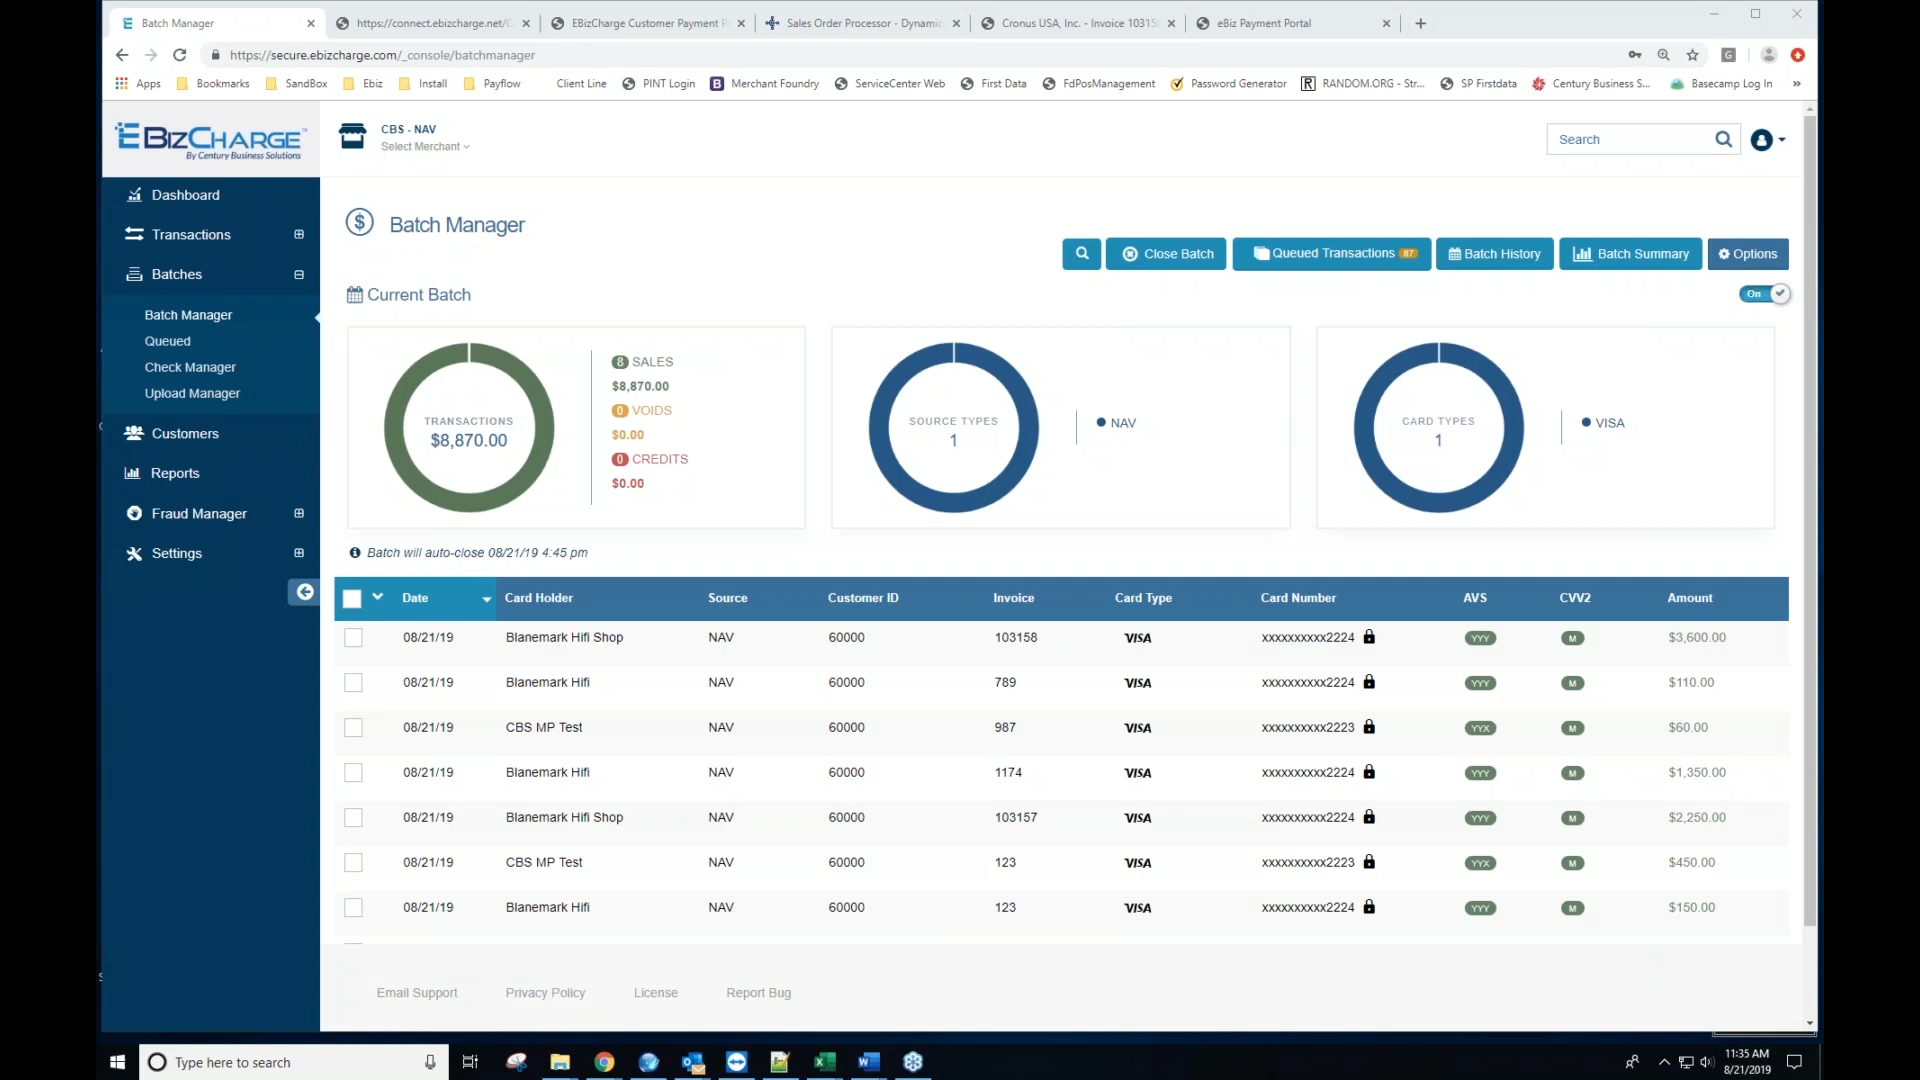 Batch Manager
https://connect.ebizcharge.net/
EBizCharge Customer Payment
Sales Order Processor - Dynamic
Cronus USA, Inc. - Invoice 10315
eBiz Payment Portal
https://secure.ebizcharge.com/_console/batchmanager
Apps
Bookmarks
SandBox
Ebiz
Install
Payflow
Client Line
PINT Login
Merchant Foundry
ServiceCenter Web
First Data
FdPosManagement
Password Generator
RANDOM.ORG - Str...
SP Firstdata
Century Business S...
Basecamp Log In
»
EBIZCHARGE
By Century Business Solutions
CBS - NAV
Select Merchant
Search
Dashboard
Transactions
Batches
Batch Manager
Queued
Check Manager
Upload Manager
Customers
Reports
Fraud Manager
Settings
Batch Manager
Close Batch
Queued Transactions 87
Batch History
Batch Summary
Options
Current Batch
On
TRANSACTIONS
$8,870.00
8 SALES
$8,870.00
0 VOIDS
$0.00
0 CREDITS
$0.00
SOURCE TYPES
1
NAV
CARD TYPES
1
VISA
Batch will auto-close 08/21/19 4:45 pm
Date Card Holder Source Customer ID Invoice Card Type Card Number AVS CVV2 Amount
08/21/19 Blanemark Hifi Shop NAV 60000 103158 VISA xxxxxxxxxx2224 YYY M $3,600.00
08/21/19 Blanemark Hifi NAV 60000 789 VISA xxxxxxxxxx2224 YYY M $110.00
08/21/19 CBS MP Test NAV 60000 987 VISA xxxxxxxxxx2223 YYX M $60.00
08/21/19 Blanemark Hifi NAV 60000 1174 VISA xxxxxxxxxx2224 YYY M $1,350.00
08/21/19 Blanemark Hifi Shop NAV 60000 103157 VISA xxxxxxxxxx2224 YYY M $2,250.00
08/21/19 CBS MP Test NAV 60000 123 VISA xxxxxxxxxx2223 YYX M $450.00
08/21/19 Blanemark Hifi NAV 60000 123 VISA xxxxxxxxxx2224 YYY M $150.00
Email Support
Privacy Policy
License
Report Bug
Type here to search
11:35 AM
8/21/2019